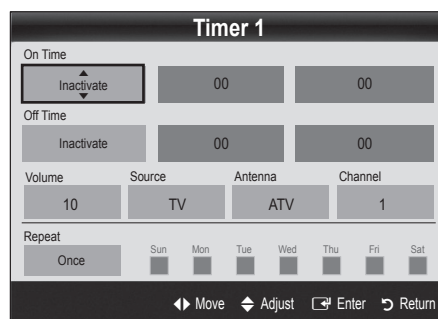 Timer 1
On Time
Inactivate 00 00
Off Time
Inactivate 00 00
Volume Source Antenna Channel
10 TV ATV 1
Repeat
Once Sun Mon Tue Wed Thu Fri Sat
Move Adjust Enter Return